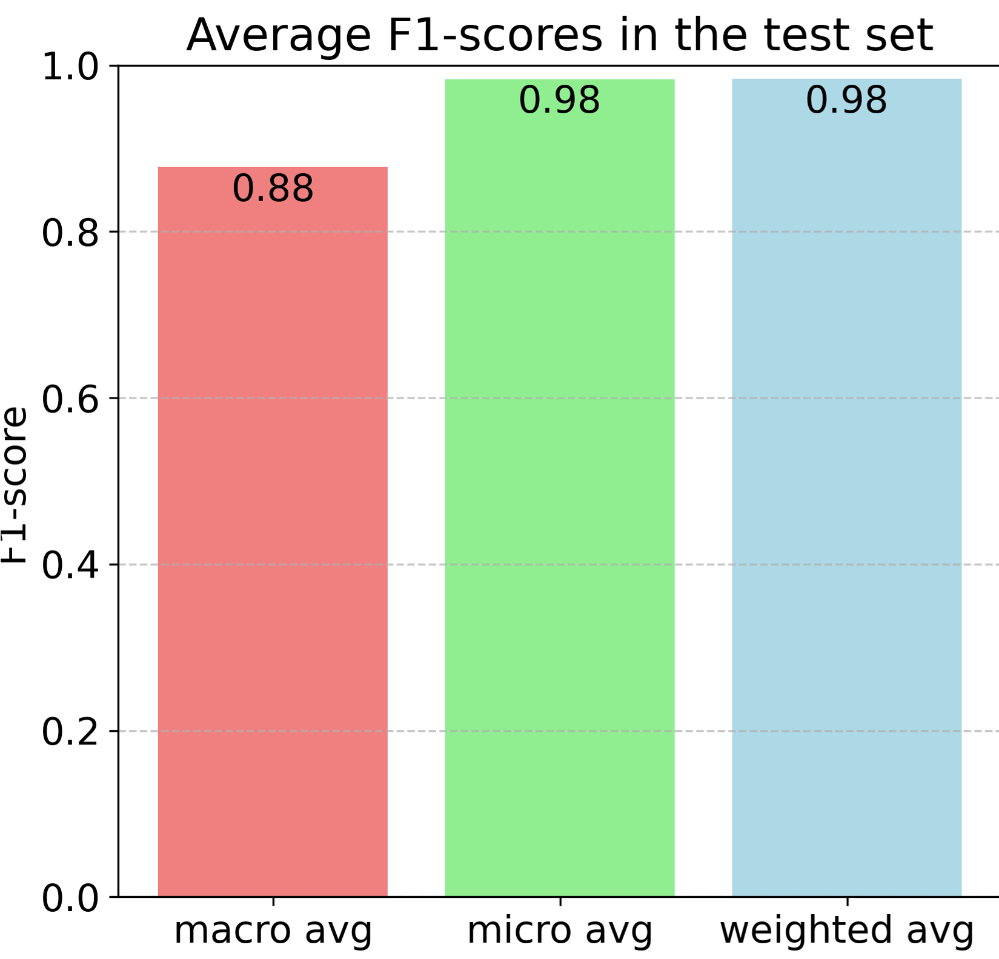 Average F1-scores in the test set
1.0
0.8
0.6
0.4
0.2
0.0
F1-score
0.88
0.98
0.98
macro avg
micro avg
weighted avg